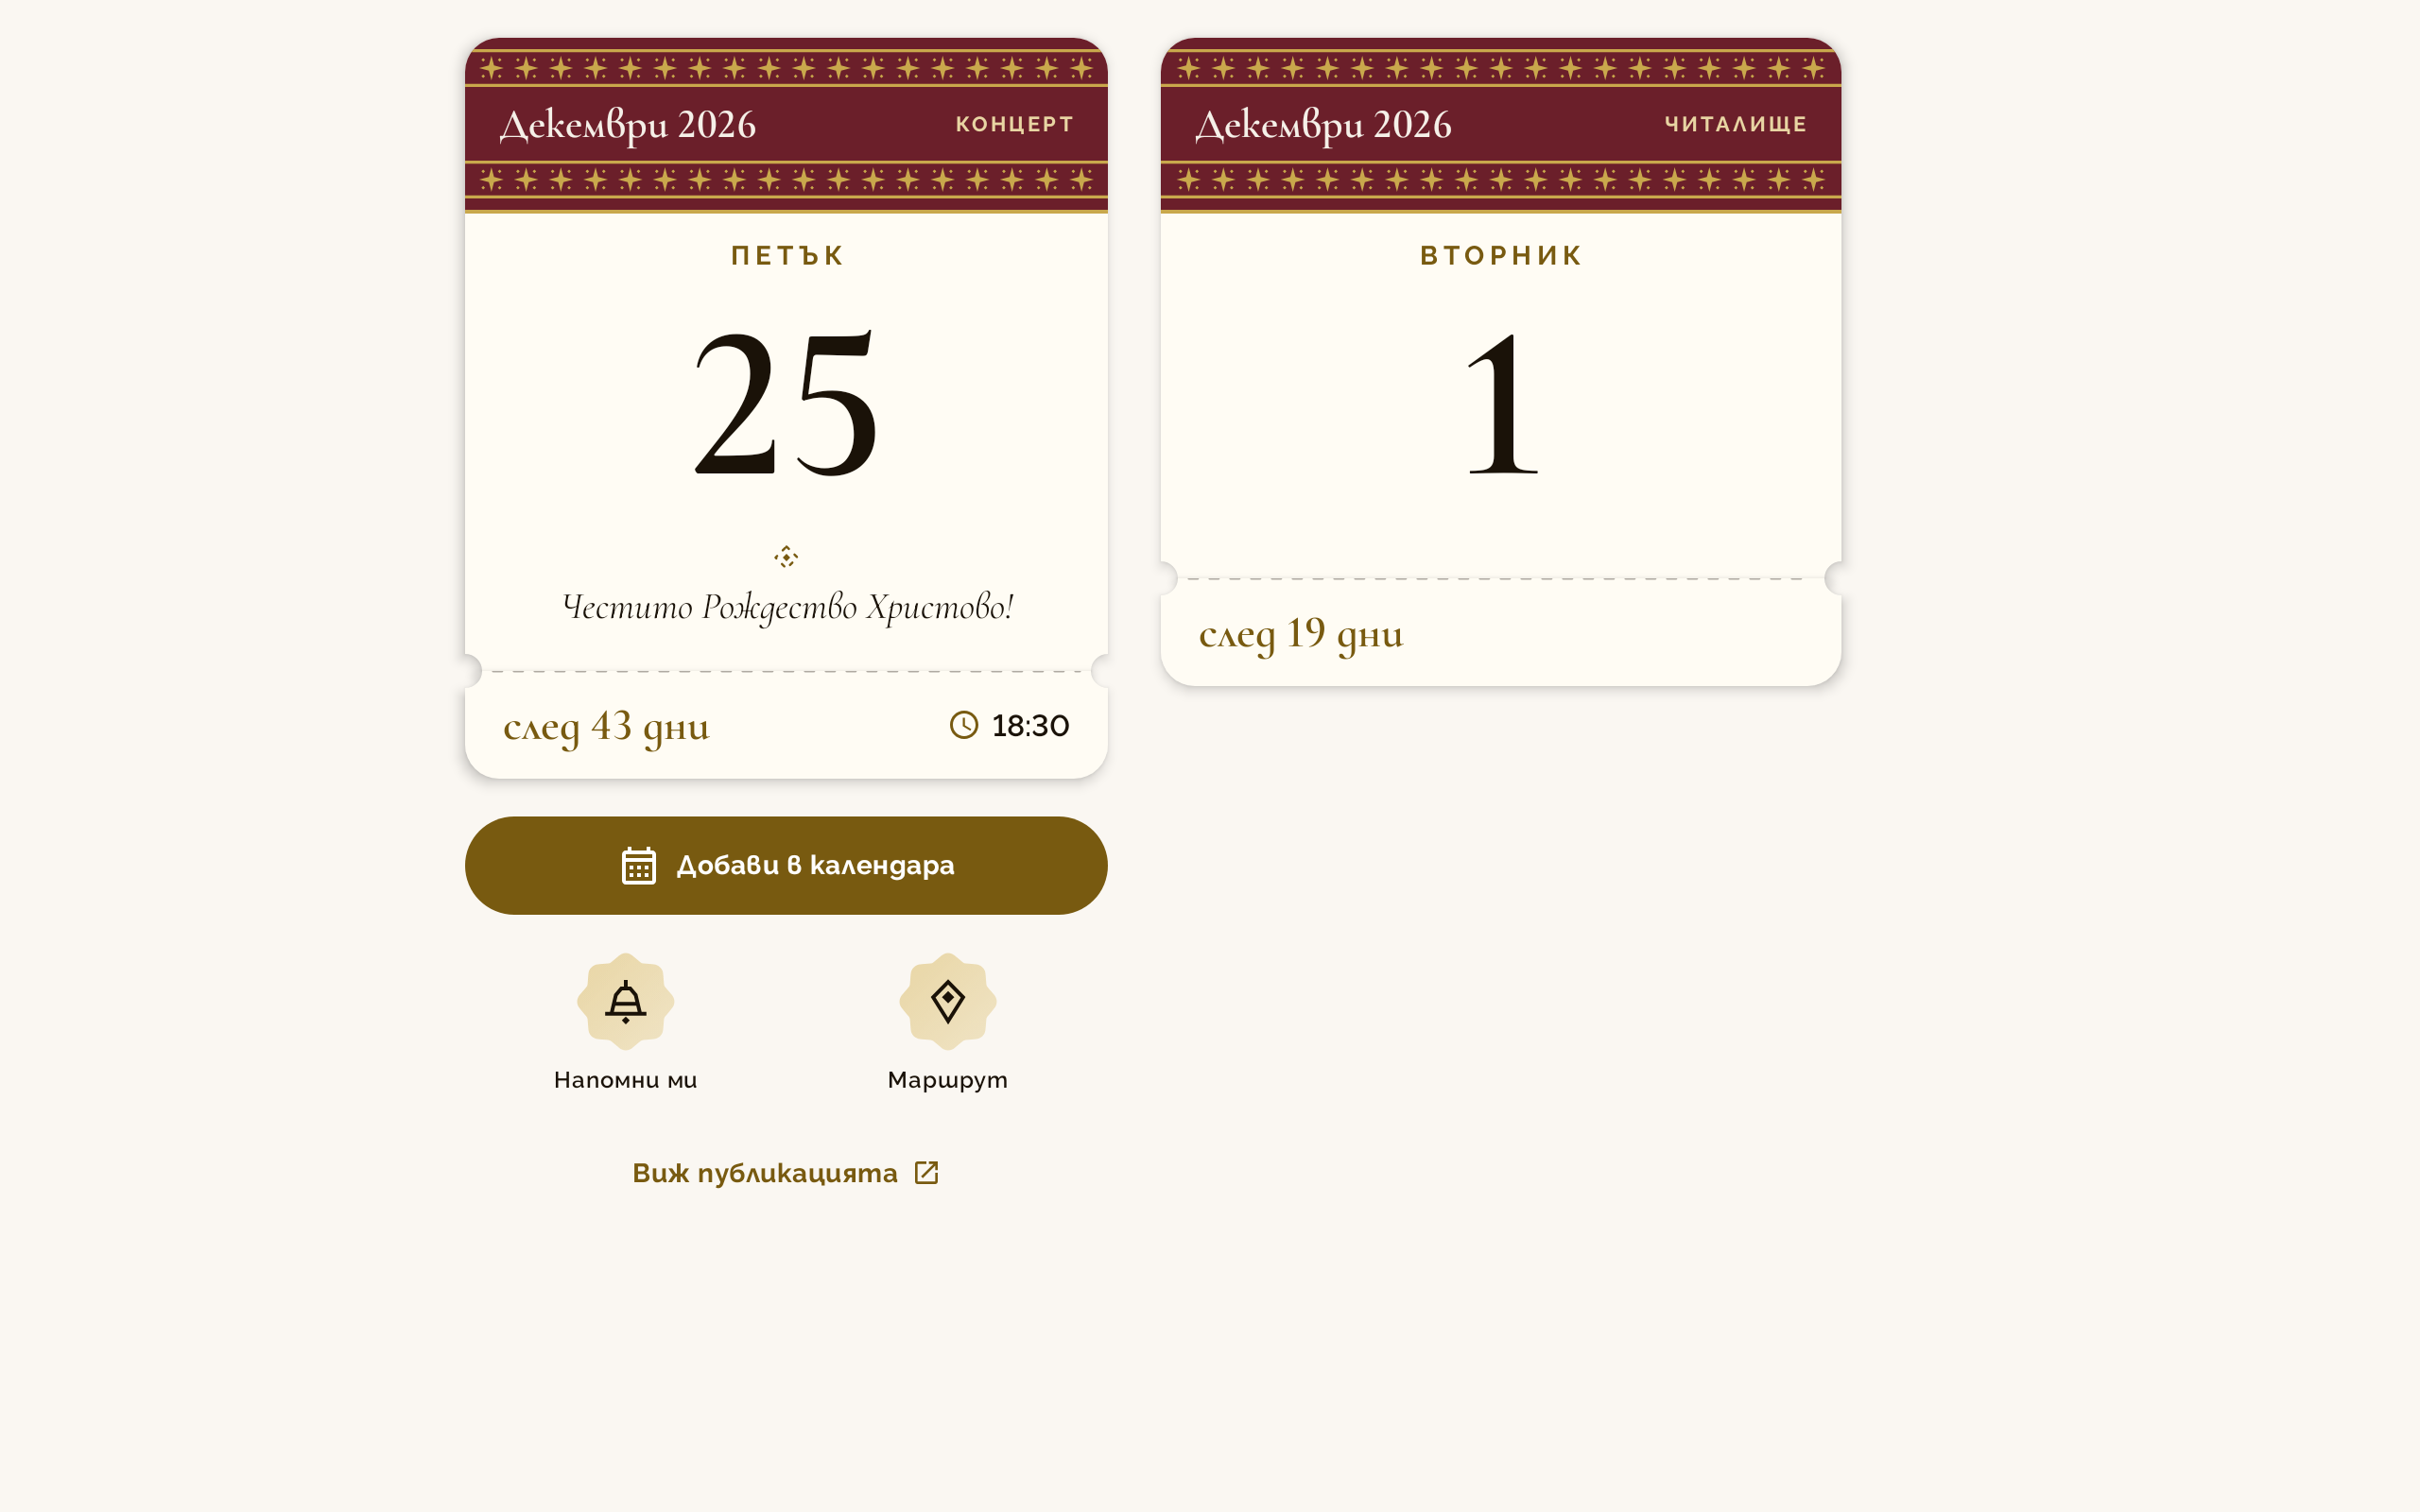 Декември 2026
КОНЦЕРТ
ПЕТЪК
25
Честито Рождество Христово!
след 43 дни
18:30
Добави в календара
Напомни ми
Маршрут
Виж публикацията
Декември 2026
ЧИТАЛИЩЕ
ВТОРНИК
1
след 19 дни